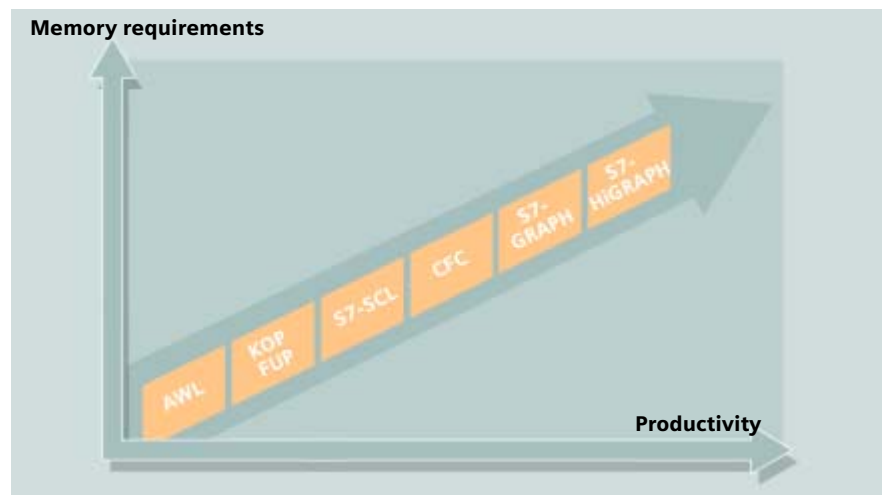 Memory requirements
AWL
KOP
FUP
S7-SCL
CFC
S7-
GRAPH
S7-
HiGRAPH
Productivity